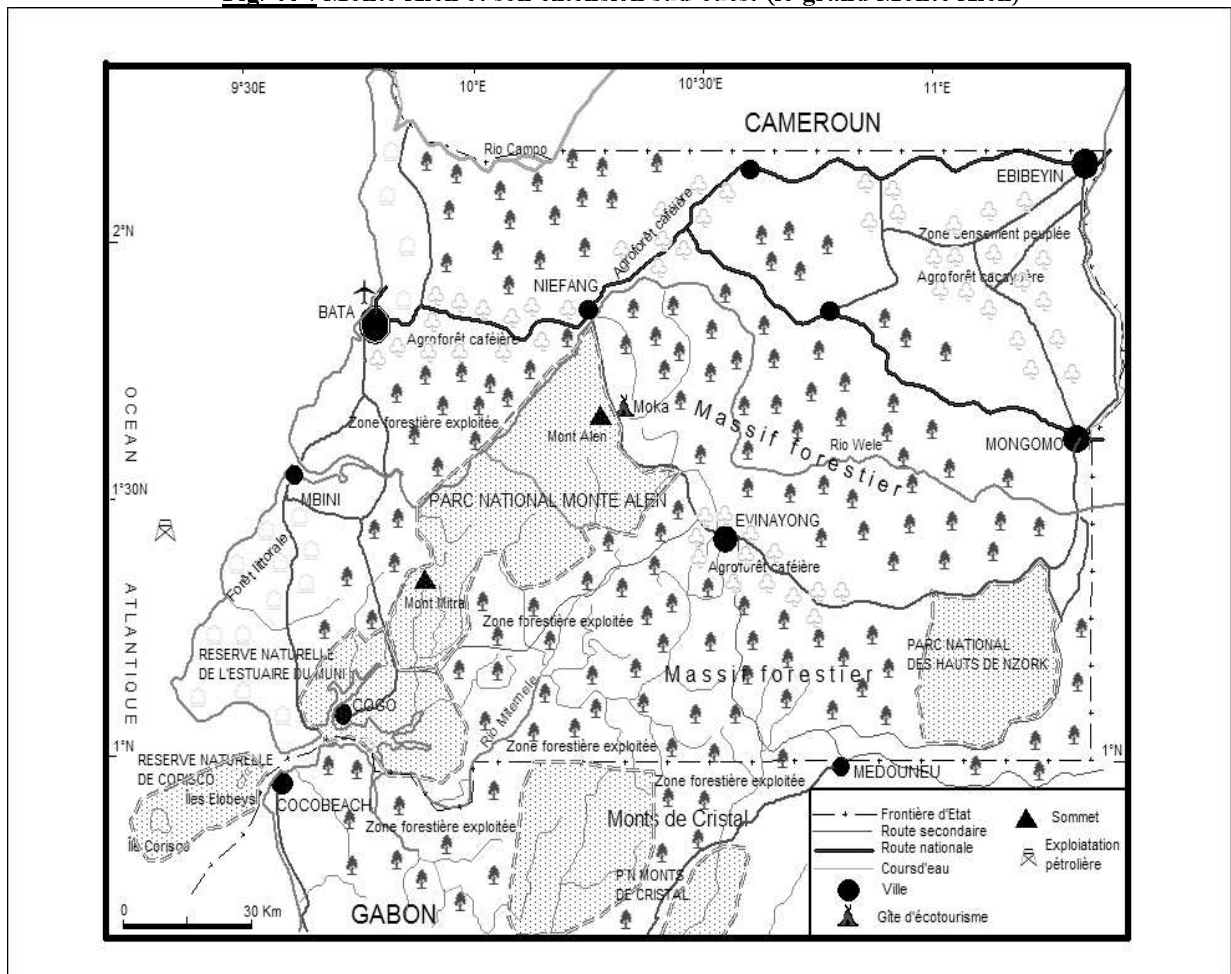 9°30E
10°E
10°30'E
11°E
CAMEROUN
Rio Campo
EBIBEYIN
2°N
Agroforêt caféière
Zone densement peuplée
NIEFANG
Agroforêt cacaoyère
BATA
Agroforêt caféière
OCEAN
Moka
Mont Alen
Massif forestier
Zone forestière exploitée
Rio Wele
MONGOMO
1°30N
MBINI
PARC NATIONAL MONTE ALEN
EVINAYONG
Forêt littorale
Agroforêt caféière
ATLANTIQUE
Mont Mitra
Zone forestière exploitée
RESERVE NATURELLE
DE L'ESTUAIRE DU MUNI
PARC NATIONAL
DES HAUTS DE NZORK
Massif forestier
COGO
Rio Mitemele
1°N
Zone forestière exploitée
1°N
RESERVE NATURELLE
DE CORISCO
Zone forestière exploitée
MEDOUNEU
Îles Elobeys
COCOBEACH
Île Corisco
Zone forestière exploitée
Monts de Cristal
P.N MONTS
DE CRISTAL
GABON
0 30 Km
Frontière d'Etat
Route secondaire
Route nationale
Coursd'eau
Ville
Gîte d'écotourisme
Sommet
Exploiatation
pétrolière